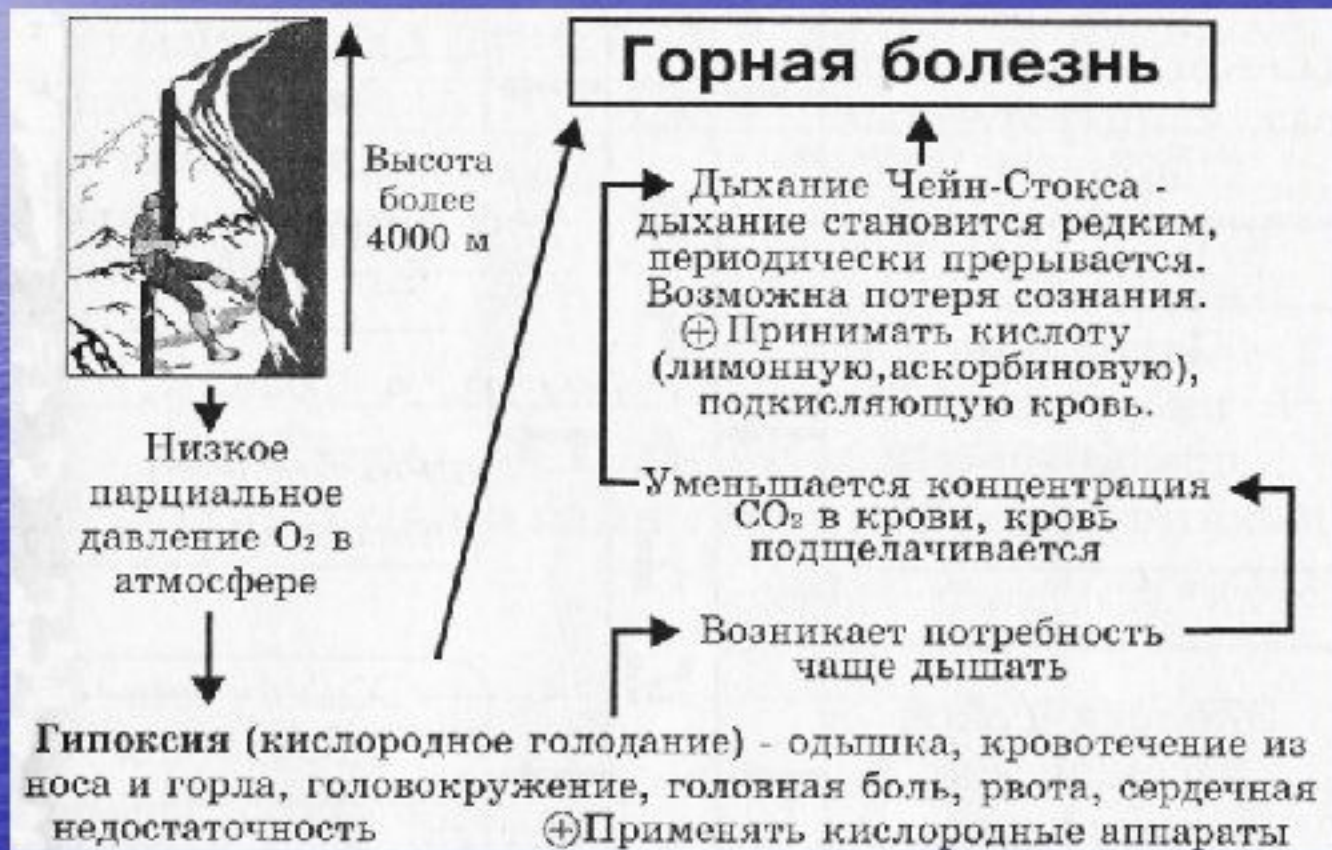 Горная болезнь
Высота
более
4000 м
Низкое
парциальное
давление O₂ в
атмосфере
Гипоксия (кислородное голодание) - одышка, кровотечение из
носа и горла, головокружение, головная боль, рвота, сердечная
недостаточность ⊕Применять кислородные аппараты
Возникает потребность
чаще дышать
Уменьшается концентрация
CO₂ в крови, кровь
подщелачивается
Дыхание Чейн-Стокса -
дыхание становится редким,
периодически прерывается.
Возможна потеря сознания.
⊕Принимать кислоту
(лимонную,аскорбиновую),
подкисляющую кровь.